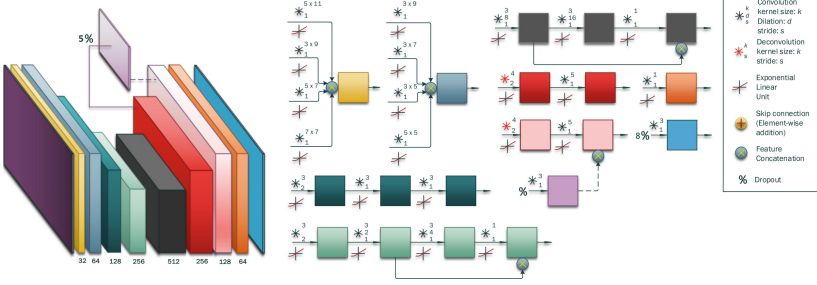 5%
32 64 128 256 512 256 128 64
5 x 11
1
3 x 9
1
5 x 7
1
7 x 7
1
3 x 9
1
3 x 7
1
3 x 5
1
5 x 5
1
3
8
1
3
16
1
1
1
4
2
5
1
1
1
4
2
5
1
8%
3
1
3
2
3
1
3
1
%
3
1
3
2
3
2
1
3
4
1
1
1
k
d
s
Convolution
kernel size: k
Dilation: d
stride: s
k
s
Deconvolution
kernel size: k
stride: s
Exponential
Linear
Unit
Skip connection
(Element-wise
addition)
Feature
Concatenation
% Dropout